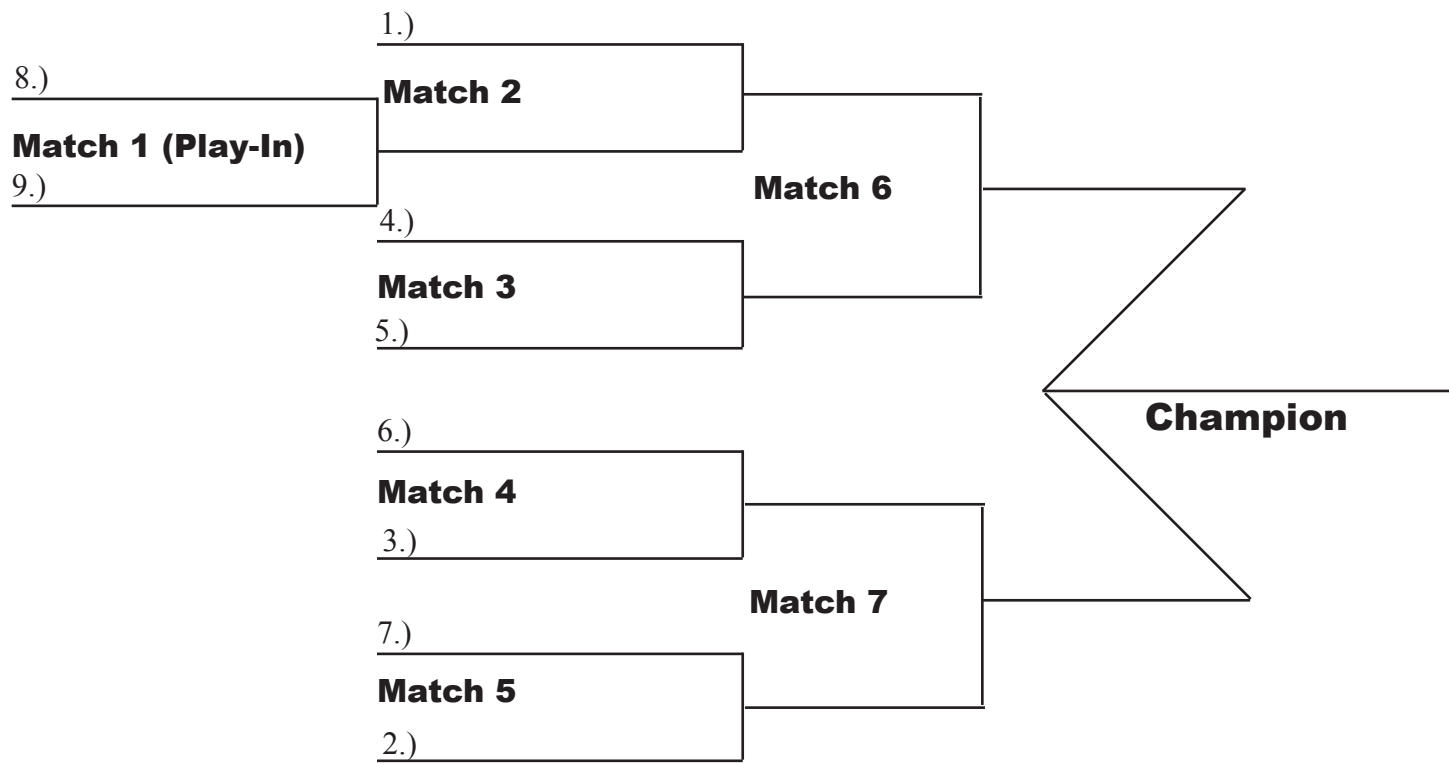 1.)
8.)
Match 2
Match 1 (Play-In)
9.)
Match 6
4.)
Match 3
5.)
Champion
6.)
Match 4
3.)
Match 7
7.)
Match 5
2.)